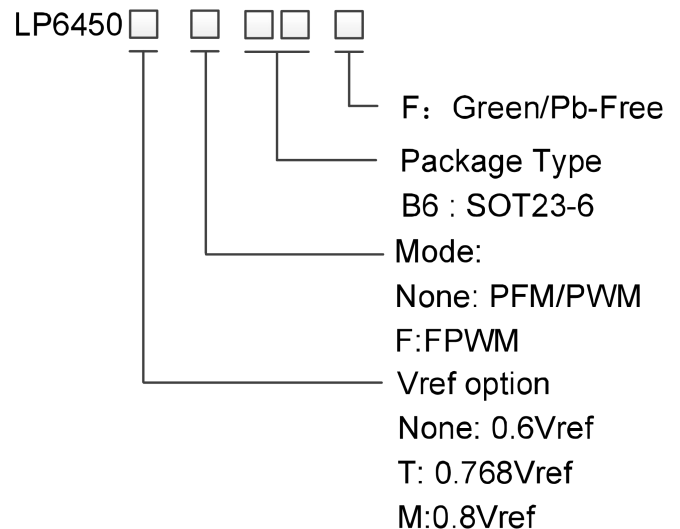 LP6450
F: Green/Pb-Free
Package Type
B6 : SOT23-6
Mode:
None: PFM/PWM
F:FPWM
Vref option
None: 0.6Vref
T: 0.768Vref
M:0.8Vref